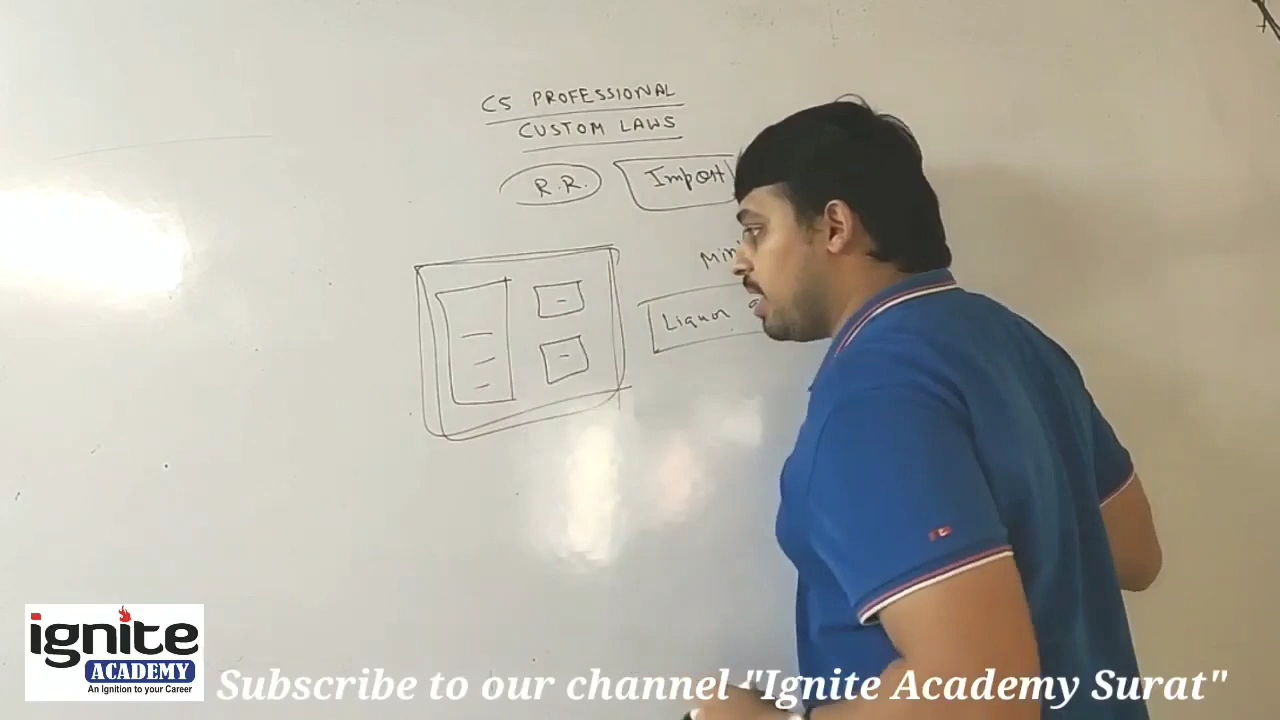 CS PROFESSIONAL
CUSTOM LAWS
R.R. Import
Liquor
ignite
ACADEMY
An Ignition to your Career
Subscribe to our channel "Ignite Academy Surat"